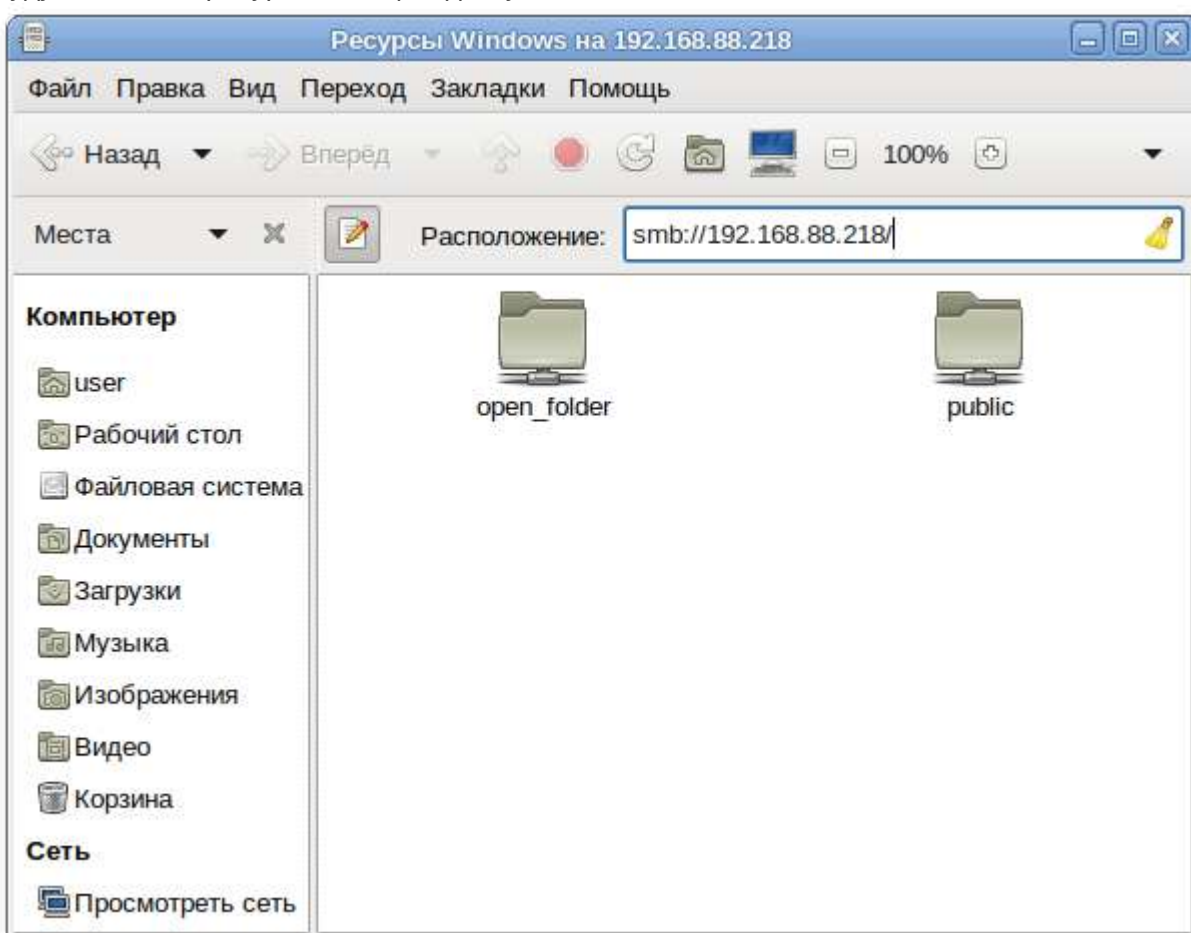 Ресурсы Windows на 192.168.88.218
Файл Правка Вид Переход Закладки Помощь
Назад Вперёд 100%
Места Расположение: smb://192.168.88.218/
Компьютер
user
Рабочий стол
Файловая система
Документы
Загрузки
Музыка
Изображения
Видео
Корзина
Сеть
Просмотреть сеть
open_folder public